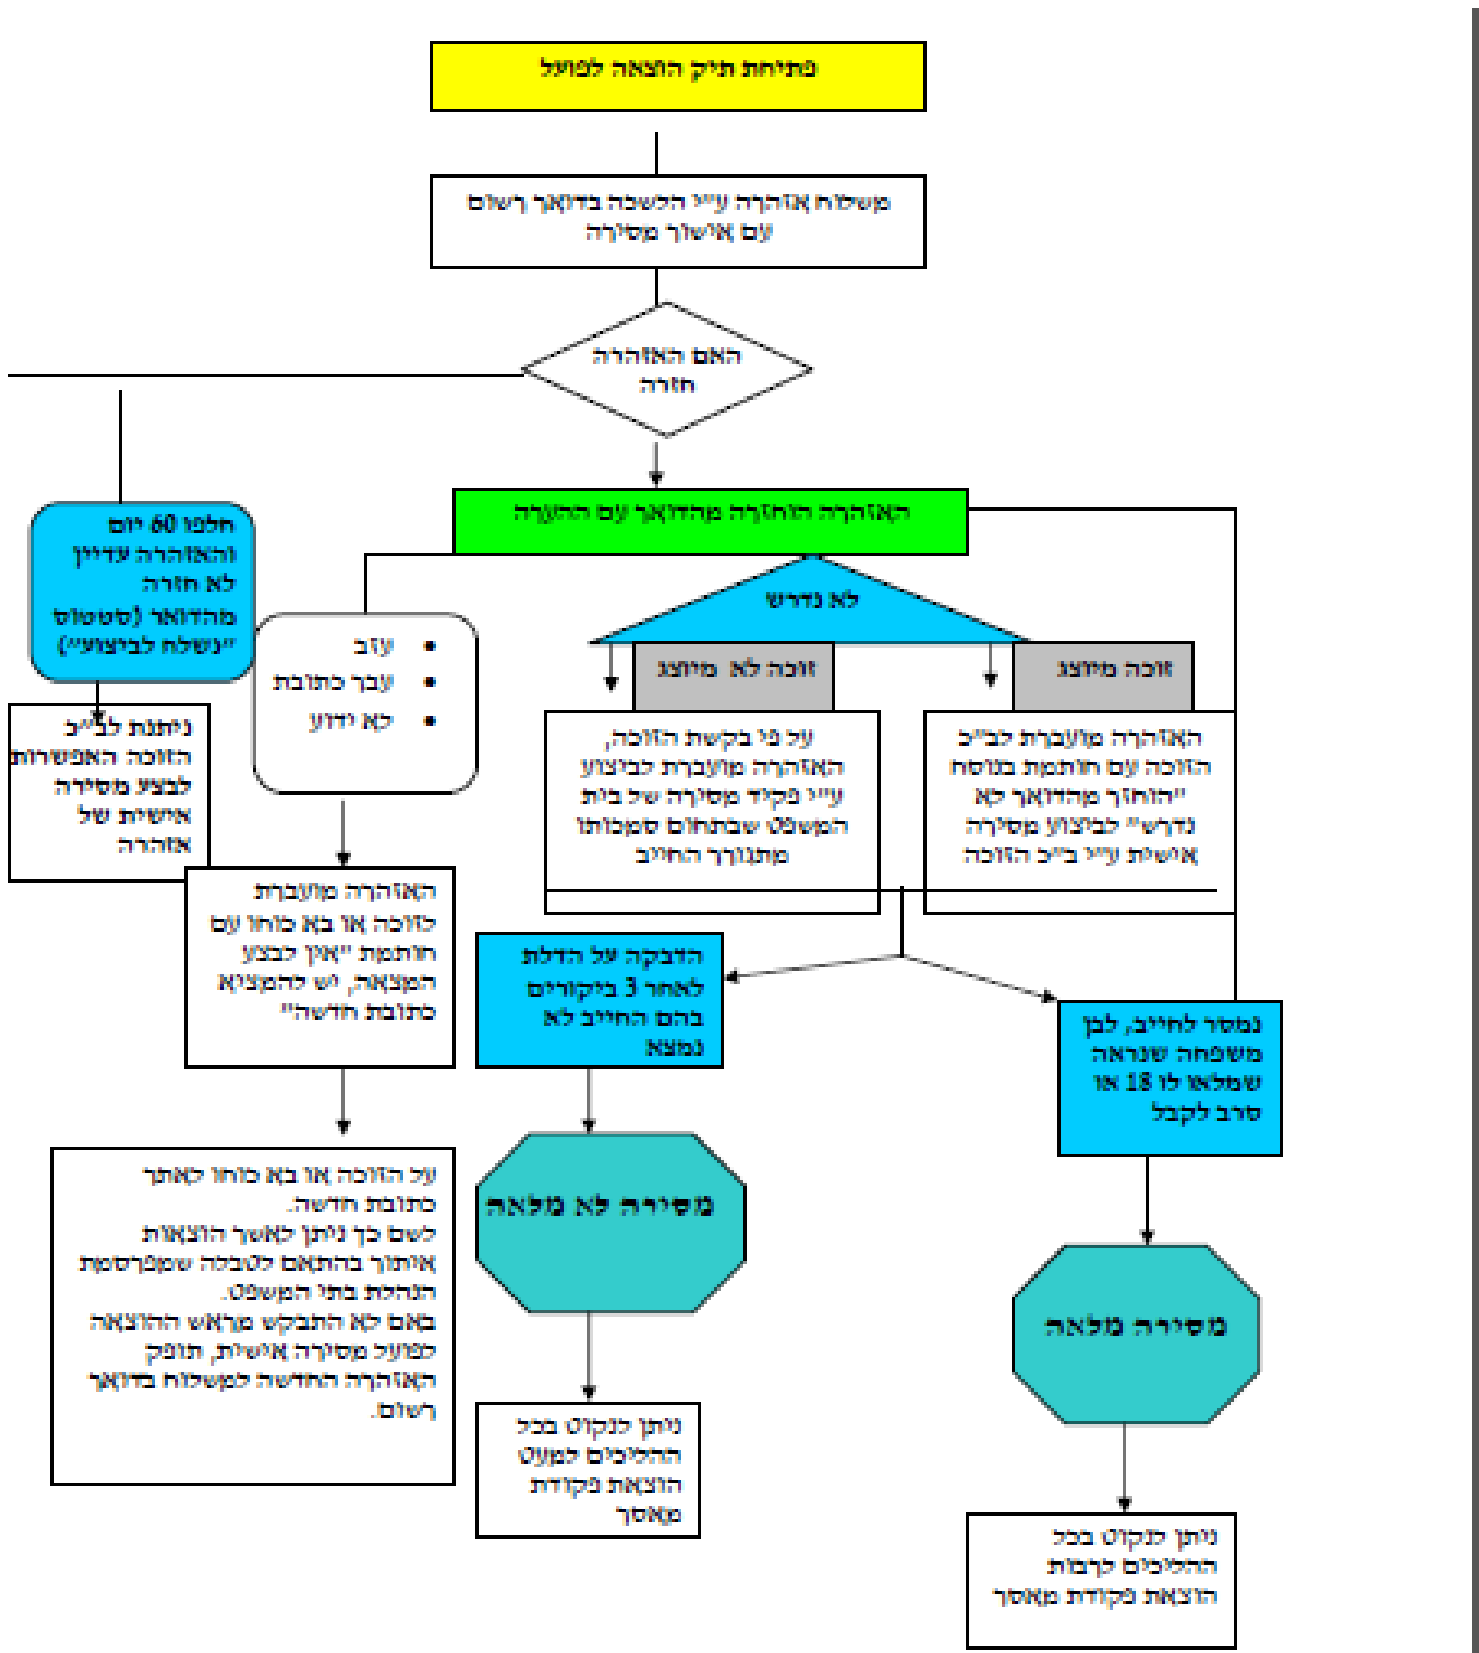 פתיחת תיק הוצאה לפועל
משלוח אזהרה ע״י הלשכה בדואר רשום
עם אישור מסירה
האם האזהרה
חזרה
האזהרה הוחזרה מהדואר עם ההערה
לא נדרש
זוכה מיוצג
זוכה לא מיוצג
האזהרה מועברת לב״כ
הזוכה עם חותמת בנוסח
״הוחזר מהדואר לא
נדרש״ לביצוע מסירה
אישית ע״י ב״כ הזוכה
על פי בקשת הזוכה,
האזהרה מועברת לביצוע
ע״י פקיד מסירה של בית
המשפט שבתחום סמכותו
מתגורר החייב
• עזב
• עבר כתובת
• לא ידוע
חלפו 60 יום
והאזהרה עדיין
לא חזרה
מהדואר (סטטוס
״נשלח לביצוע״)
ניתנת לב״כ
הזוכה האפשרות
לבצע מסירה
אישית של
אזהרה
האזהרה מועברת
לזוכה או בא כוחו עם
חותמת ״אין לבצע
המצאה, יש להמציא
כתובת חדשה״
על הזוכה או בא כוחו לאתר
כתובת חדשה.
לשם כך ניתן לאשר הוצאות
איתור בהתאם לטבלה שמפרסמת
הנהלת בתי המשפט.
באם לא התבקש מראש ההוצאה
לפועל מסירה אישית, תופק
האזהרה החדשה למשלוח בדואר
רשום.
הדבקה על הדלת
לאחר 3 ביקורים
בהם החייב לא
נמצא
מסירה לא מלאה
ניתן לנקוט בכל
ההליכים למעט
הוצאת פקודת
מאסר
נמסר לחייב, לבן
משפחה שנראה
שמלאו לו 18 או
סרב לקבל
מסירה מלאה
ניתן לנקוט בכל
ההליכים לרבות
הוצאת פקודת מאסר